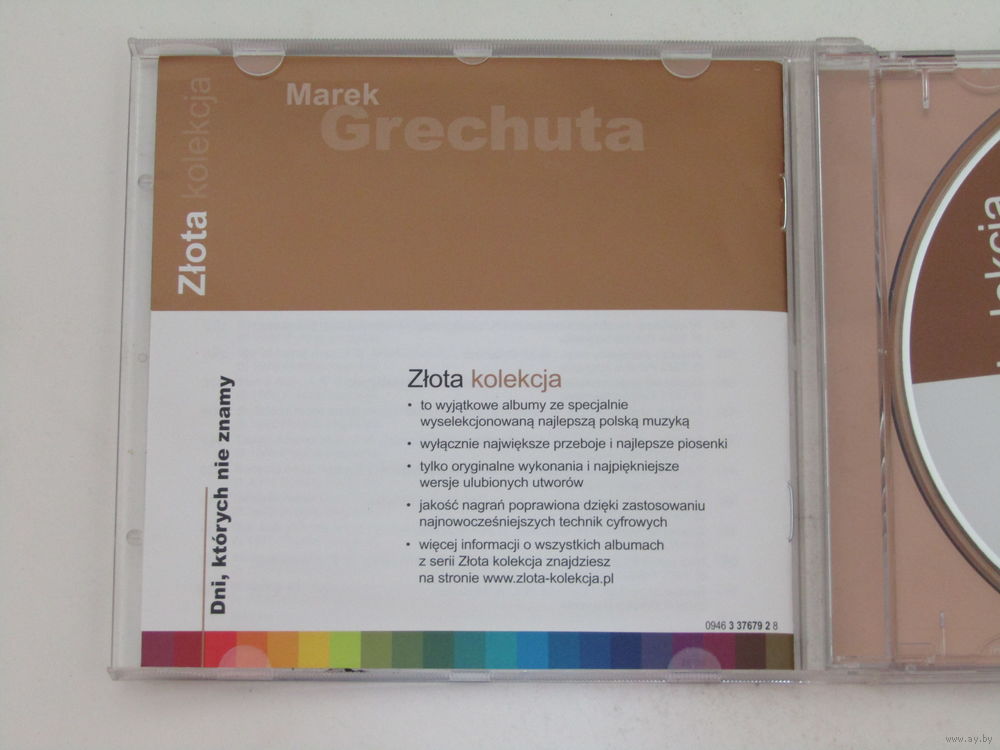 Marek
Grechuta
Złota kolekcja
Dni, których nie znamy
Złota kolekcja
• to wyjątkowe albumy ze specjalnie
wyselekcjonowaną najlepszą polską muzyką
• wyłącznie największe przeboje i najlepsze piosenki
• tylko oryginalne wykonania i najpiękniejsze
wersje ulubionych utworów
• jakość nagrań poprawiona dzięki zastosowaniu
najnowocześniejszych technik cyfrowych
• więcej informacji o wszystkich albumach
z serii Złota kolekcja znajdziesz
na stronie www.zlota-kolekcja.pl
0946 3 37679 2 8
www.ay.by